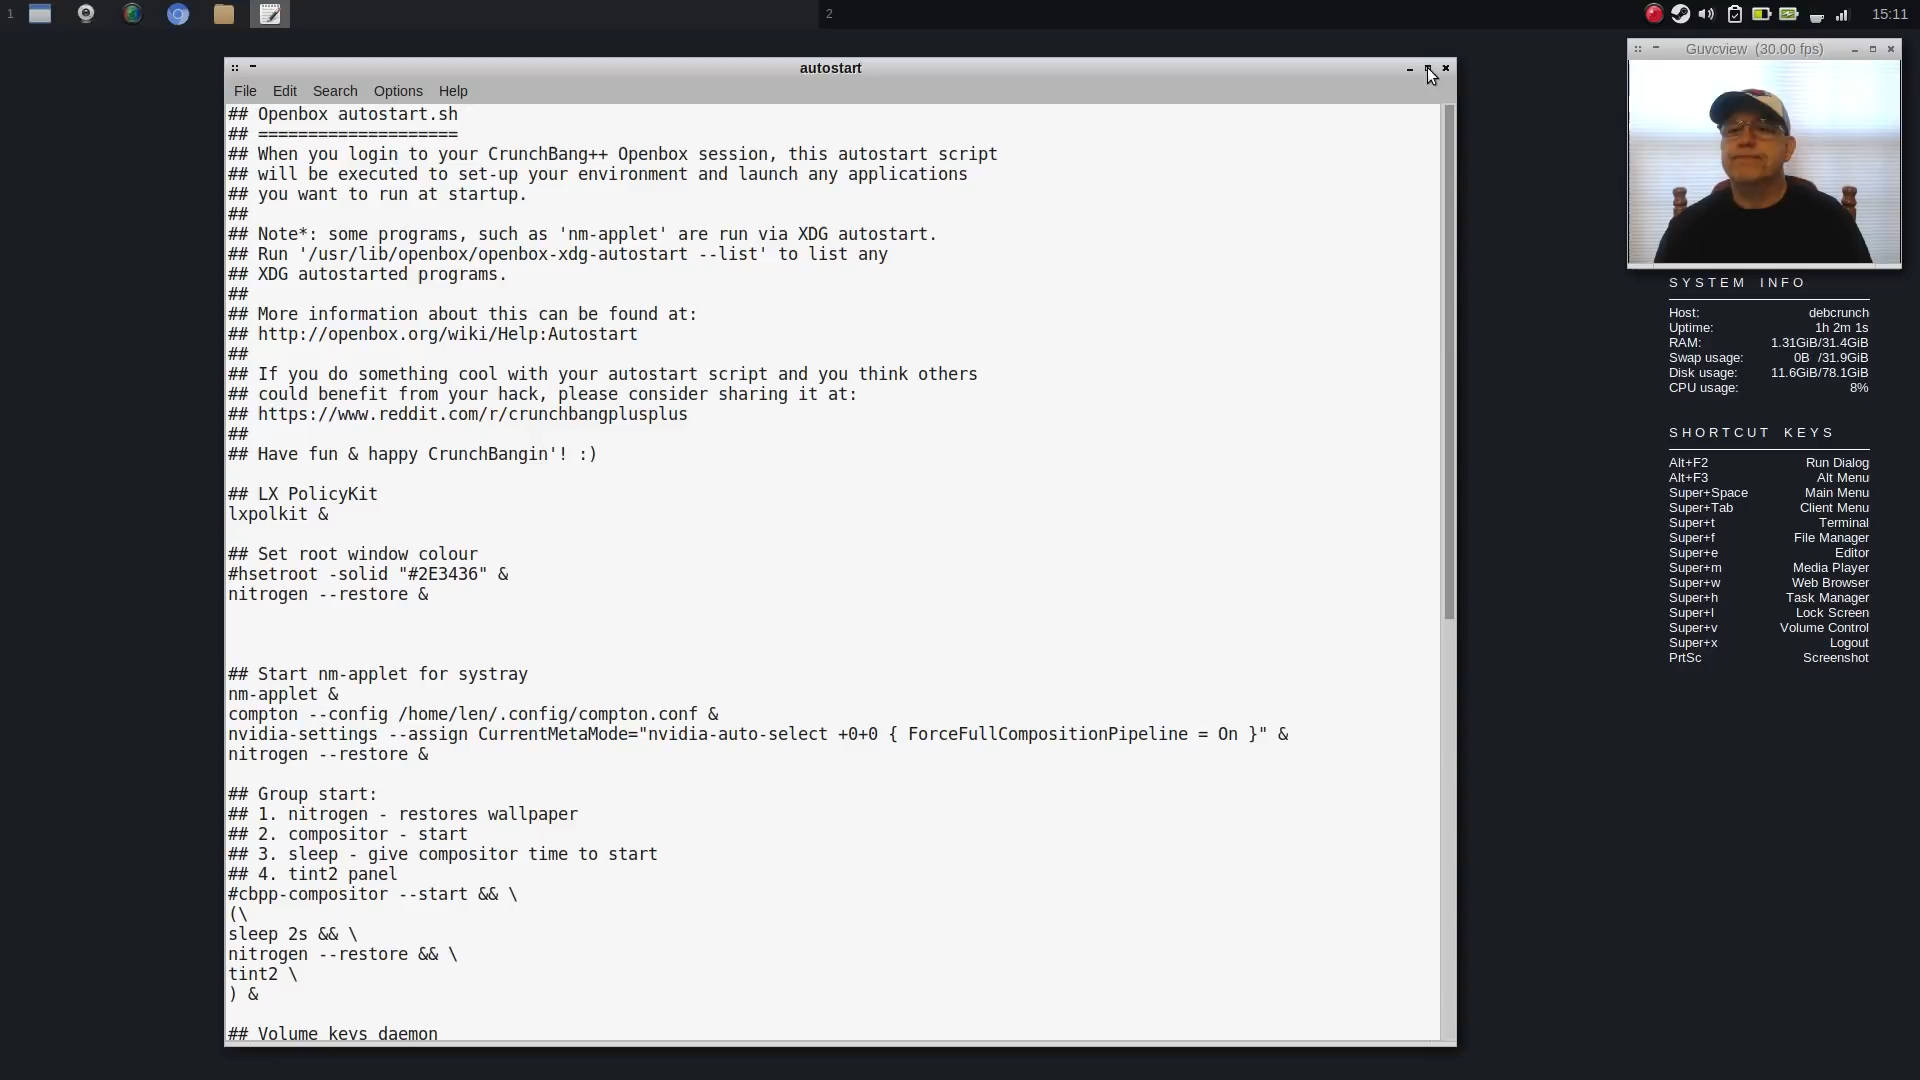 1
2
15:11
autostart
File Edit Search Options Help
## Openbox autostart.sh
## ====================
## When you login to your CrunchBang++ Openbox session, this autostart script
## will be executed to set-up your environment and launch any applications
## you want to run at startup.
##
## Note*: some programs, such as 'nm-applet' are run via XDG autostart.
## Run '/usr/lib/openbox/openbox-xdg-autostart --list' to list any
## XDG autostarted programs.
##
## More information about this can be found at:
## http://openbox.org/wiki/Help:Autostart
##
## If you do something cool with your autostart script and you think others
## could benefit from your hack, please consider sharing it at:
## https://www.reddit.com/r/crunchbangplusplus
##
## Have fun & happy CrunchBangin'! :)
## LX PolicyKit
lxpolkit &
## Set root window colour
#hsetroot -solid "#2E3436" &
nitrogen --restore &
## Start nm-applet for systray
nm-applet &
compton --config /home/len/.config/compton.conf &
nvidia-settings --assign CurrentMetaMode="nvidia-auto-select +0+0 { ForceFullCompositionPipeline = On }" &
nitrogen --restore &
## Group start:
## 1. nitrogen - restores wallpaper
## 2. compositor - start
## 3. sleep - give compositor time to start
## 4. tint2 panel
#cbpp-compositor --start && \
(\
sleep 2s && \
nitrogen --restore && \
tint2 \
) &
## Volume keys daemon
Guvcview (30.00 fps)
SYSTEM INFO
Host: debcrunch
Uptime: 1h 2m 1s
RAM: 1.31GiB/31.4GiB
Swap usage: 0B /31.9GiB
Disk usage: 11.6GiB/78.1GiB
CPU usage: 8%
SHORTCUT KEYS
Alt+F2 Run Dialog
Alt+F3 Alt Menu
Super+Space Main Menu
Super+Tab Client Menu
Super+t Terminal
Super+f File Manager
Super+e Editor
Super+m Media Player
Super+w Web Browser
Super+h Task Manager
Super+l Lock Screen
Super+v Volume Control
Super+x Logout
PrtSc Screenshot